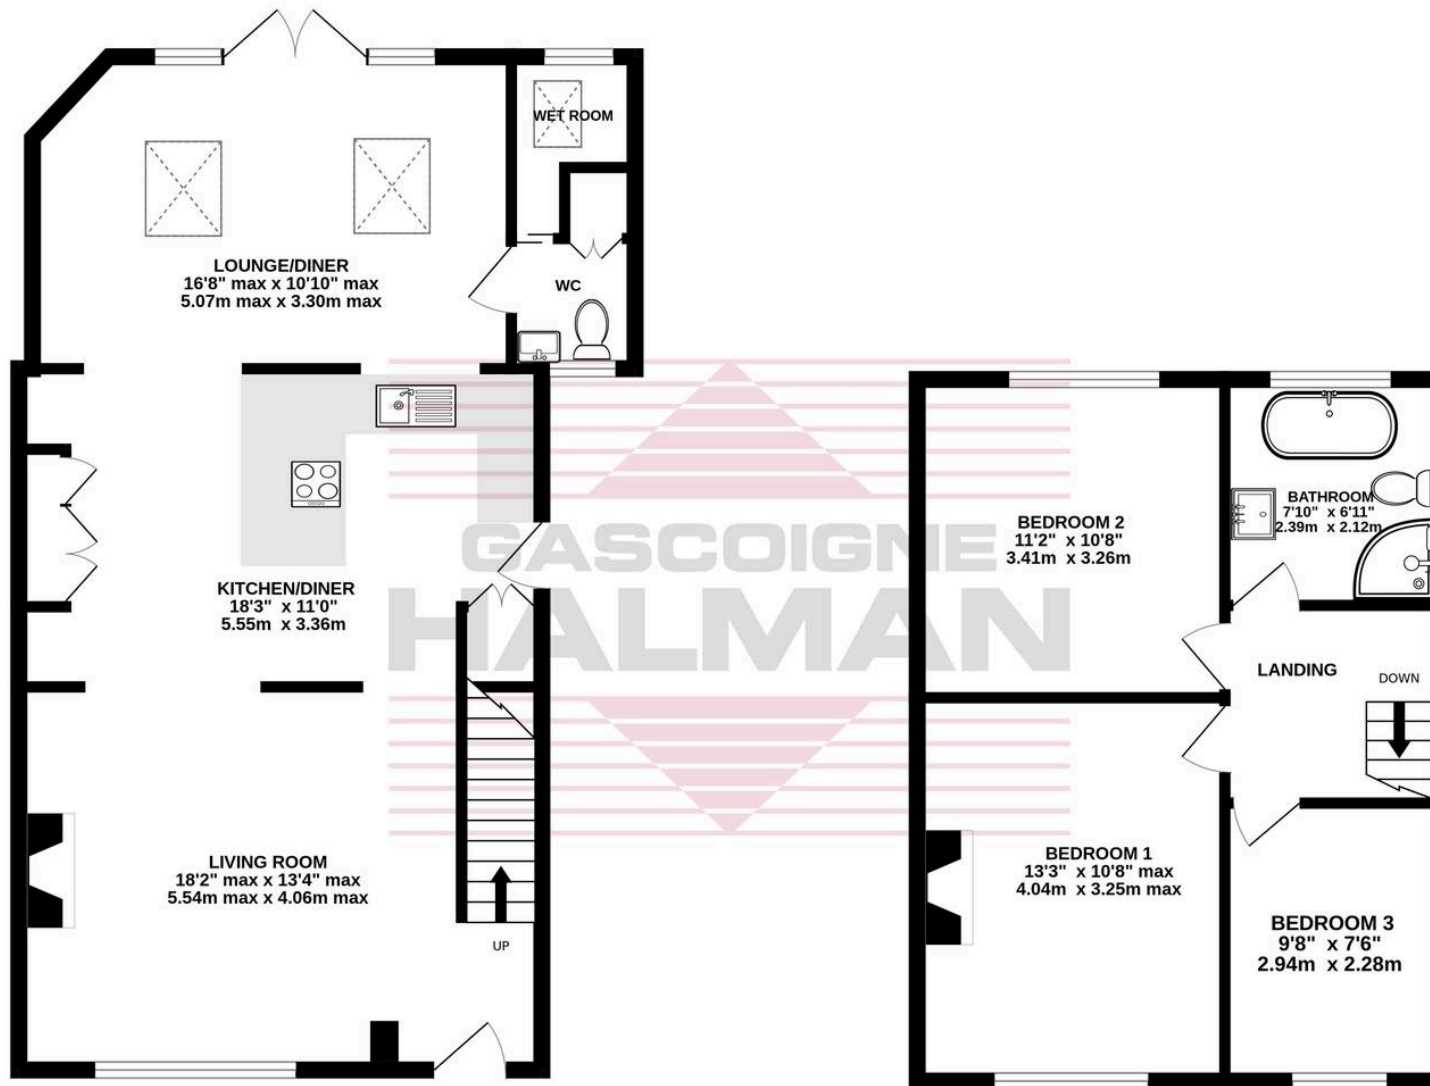 WET ROOM
LOUNGE/DINER
16'8" max x 10'10" max
5.07m max x 3.30m max
WC
KITCHEN/DINER
18'3" x 11'0"
5.55m x 3.36m
LIVING ROOM
18'2" max x 13'4" max
5.54m max x 4.06m max
UP
GASCOIGNE
HALMAN
BEDROOM 2
11'2" x 10'8"
3.41m x 3.26m
BATHROOM
7'10" x 6'11"
2.39m x 2.12m
LANDING
DOWN
BEDROOM 1
13'3" x 10'8" max
4.04m x 3.25m max
BEDROOM 3
9'8" x 7'6"
2.94m x 2.28m